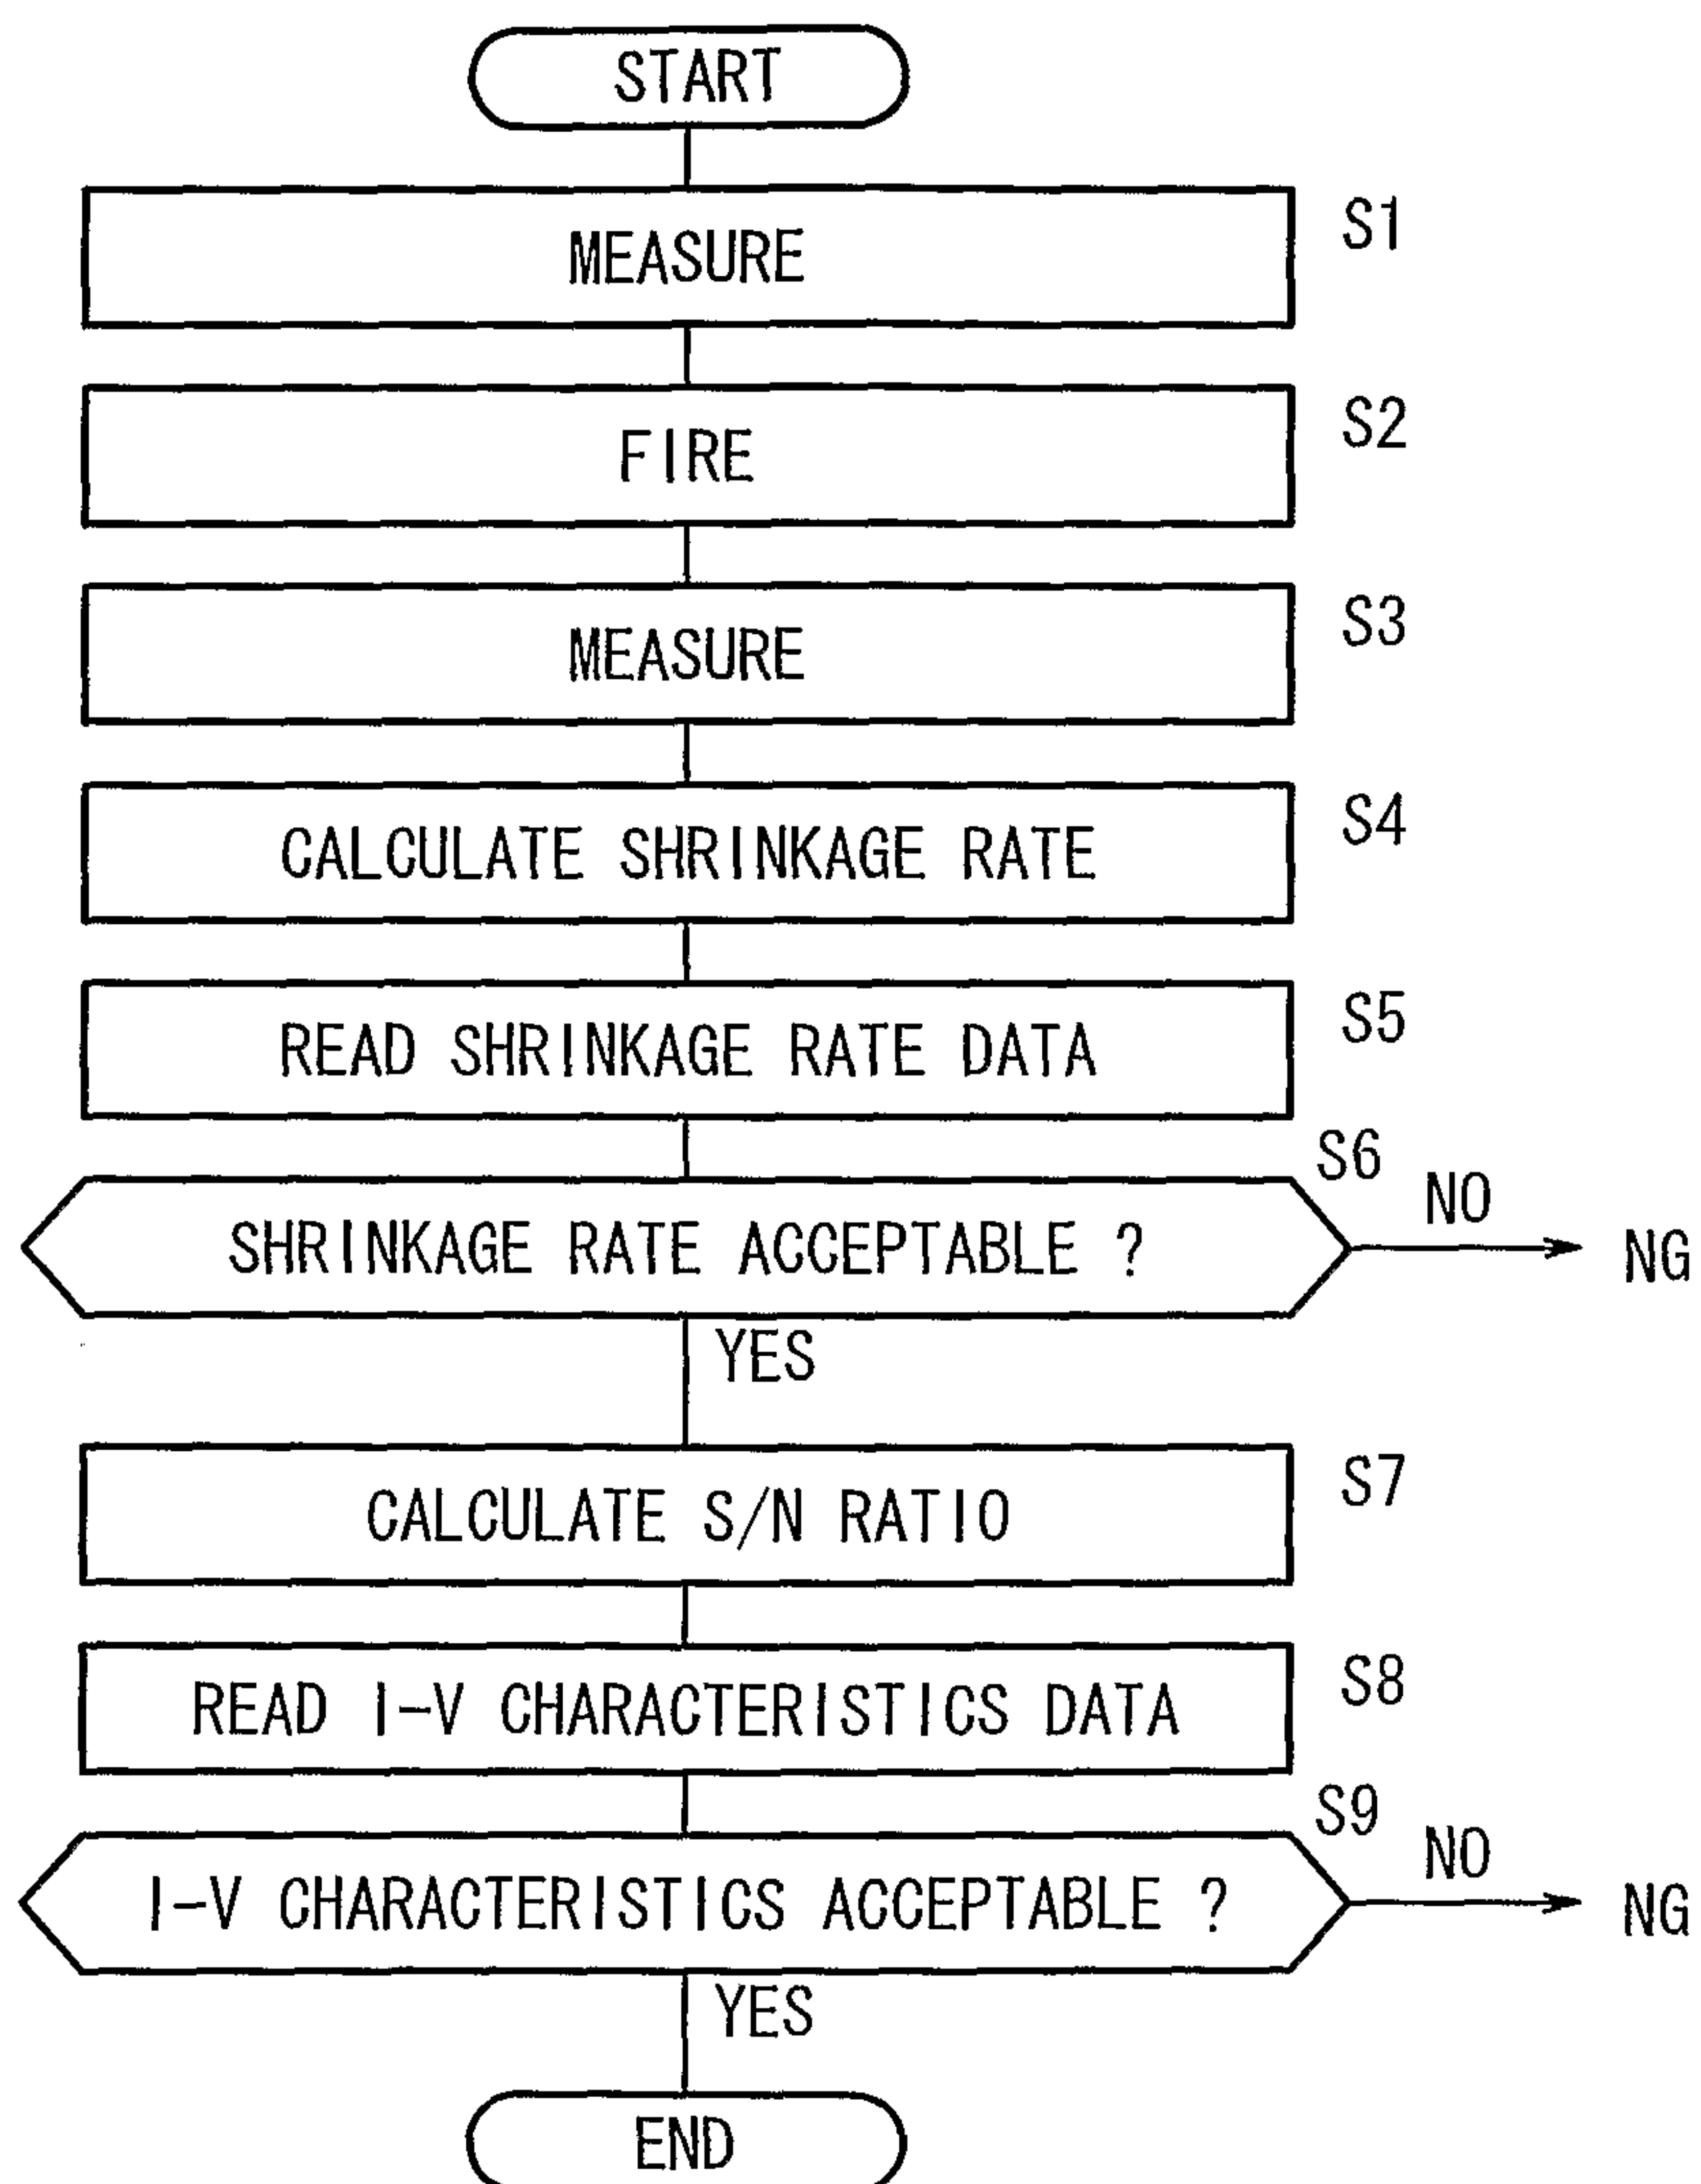 START
MEASURE
S1
FIRE
S2
MEASURE
S3
CALCULATE SHRINKAGE RATE
S4
READ SHRINKAGE RATE DATA
S5
S6
SHRINKAGE RATE ACCEPTABLE ?
NO
NG
YES
CALCULATE S/N RATIO
S7
READ I-V CHARACTERISTICS DATA
S8
S9
I-V CHARACTERISTICS ACCEPTABLE ?
NO
NG
YES
END